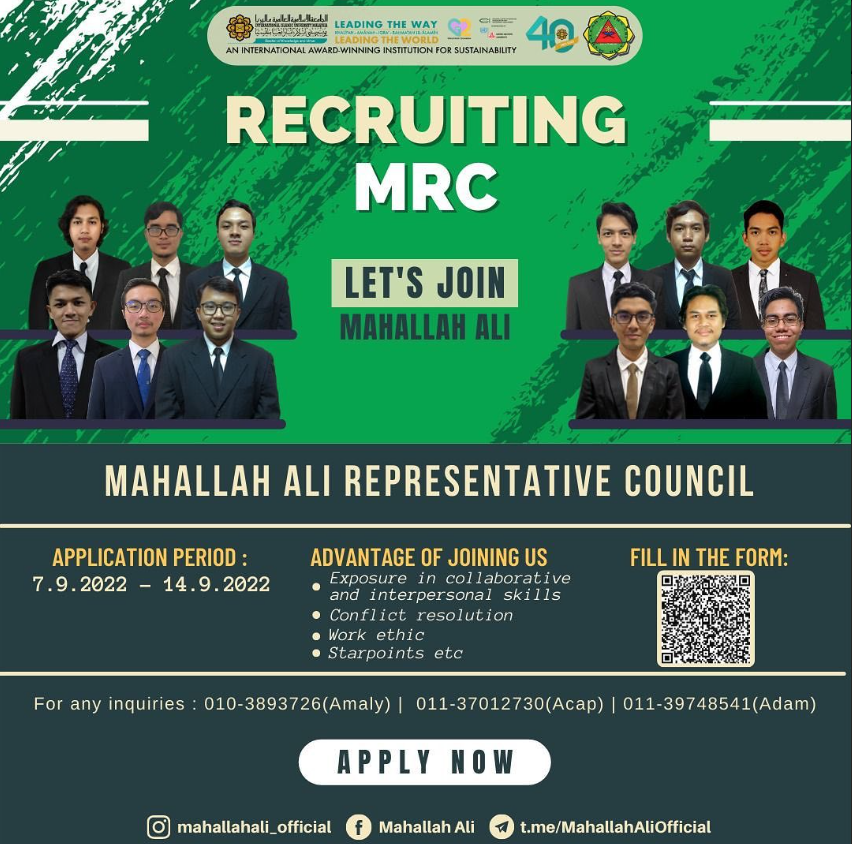 LEADING THE WAY
LEADING THE WORLD
AN INTERNATIONAL AWARD-WINNING INSTITUTION FOR SUSTAINABILITY
40
RECRUITING
MRC
LET'S JOIN
MAHALLAH ALI
MAHALLAH ALI REPRESENTATIVE COUNCIL
APPLICATION PERIOD :
7.9.2022 - 14.9.2022
ADVANTAGE OF JOINING US
Exposure in collaborative
and interpersonal skills
Conflict resolution
Work ethic
Starpoints etc
FILL IN THE FORM:
For any inquiries : 010-3893726(Amaly) | 011-37012730(Acap) | 011-39748541(Adam)
APPLY NOW
mahallahali_official
Mahallah Ali
t.me/MahallahAliOfficial